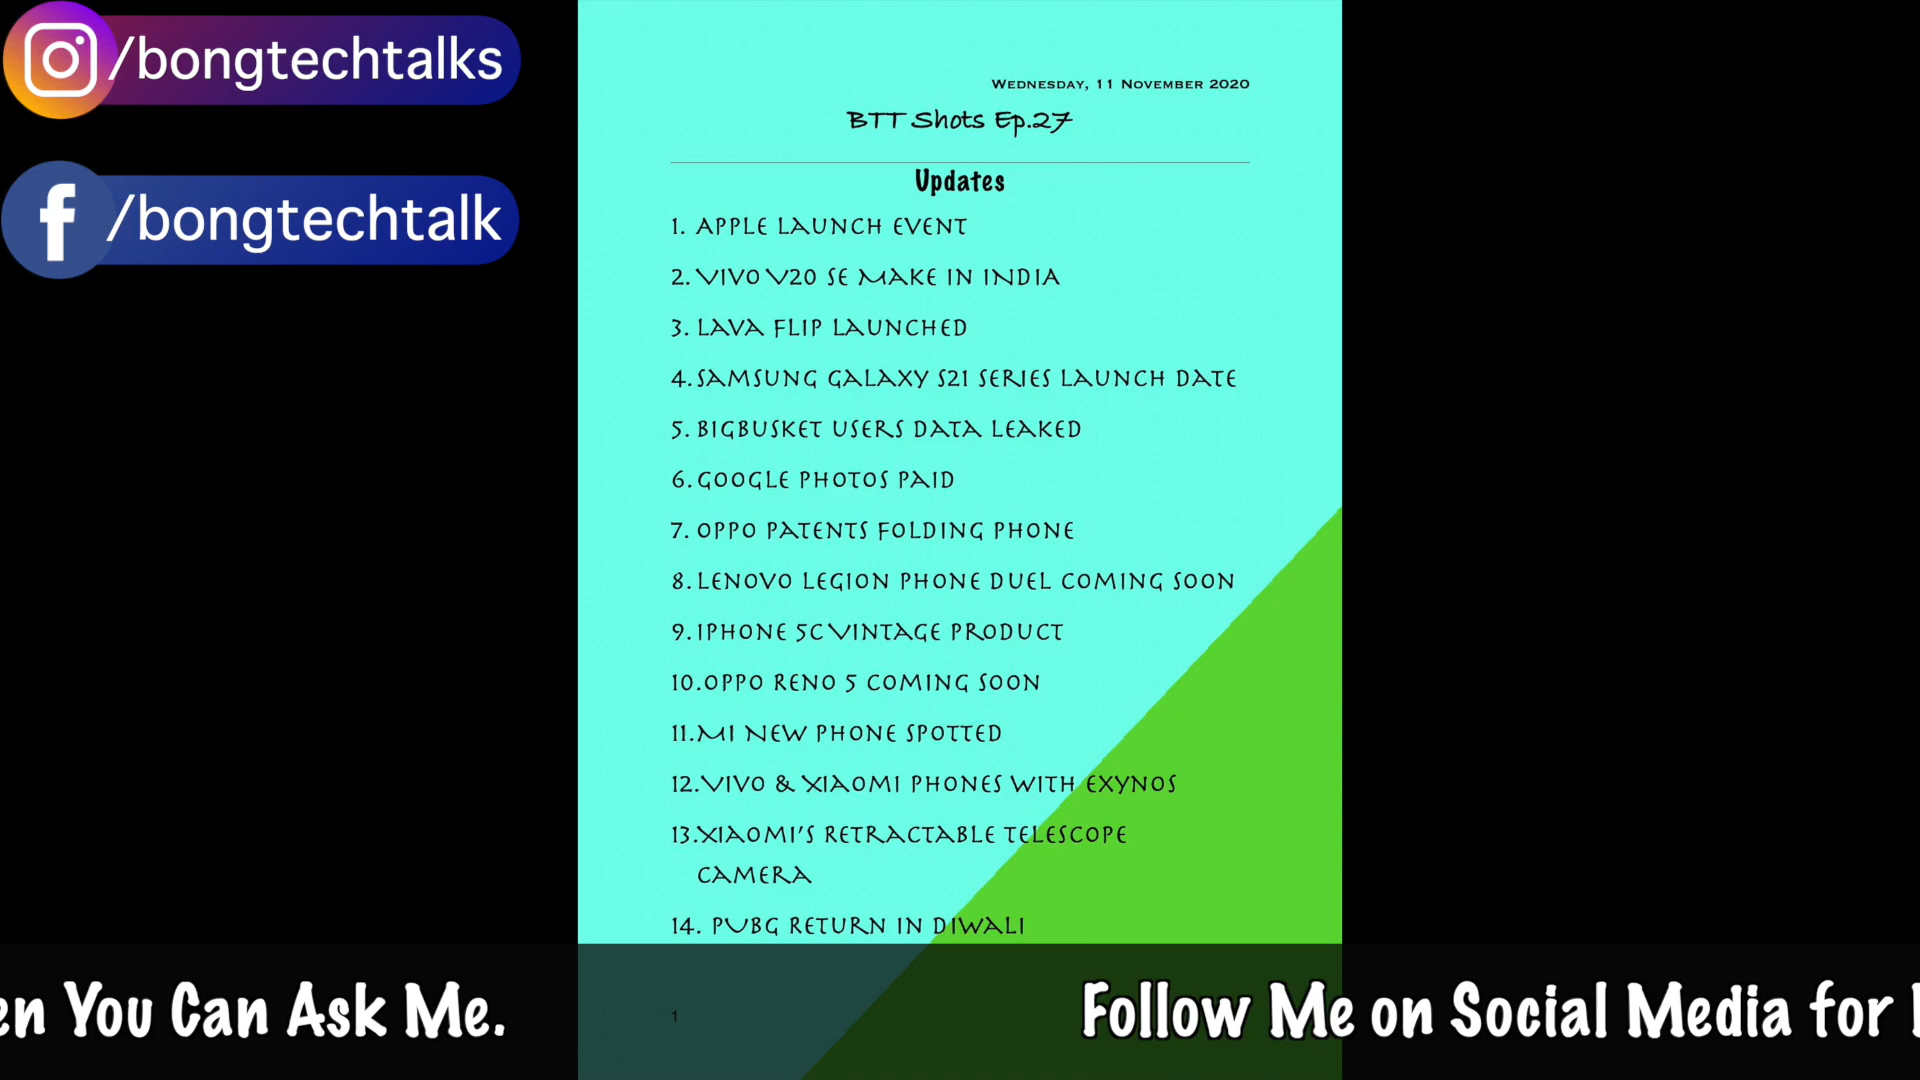 /bongtechtalks
/bongtechtalk
Wednesday, 11 November 2020
BTT Shots Ep.27
Updates
1. APPLE LAUNCH EVENT
2. VIVO V20 SE MAKE IN INDIA
3. LAVA FLIP LAUNCHED
4. SAMSUNG GALAXY S21 SERIES LAUNCH DATE
5. BIGBUSKET USERS DATA LEAKED
6. GOOGLE PHOTOS PAID
7. OPPO PATENTS FOLDING PHONE
8. LENOVO LEGION PHONE DUEL COMING SOON
9. IPHONE 5C VINTAGE PRODUCT
10. OPPO RENO 5 COMING SOON
11. MI NEW PHONE SPOTTED
12. VIVO & XIAOMI PHONES WITH EXYNOS
13. XIAOMI'S RETRACTABLE TELESCOPE
CAMERA
14. PUBG RETURN IN DIWALI
en You Can Ask Me. Follow Me on Social Media for
1